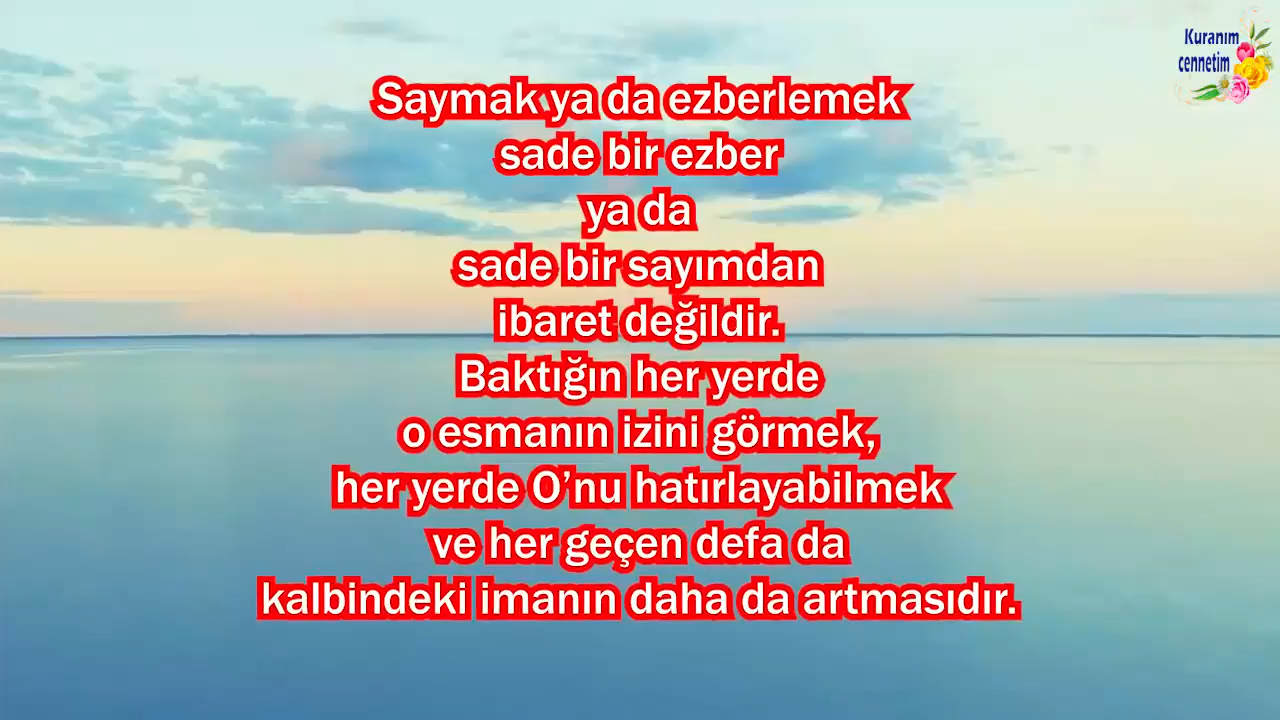 Kuranım
cennetim
Saymak ya da ezberlemek
sade bir ezber
ya da
sade bir sayımdan
ibaret değildir.
Baktığın her yerde
o esmanın izini görmek,
her yerde O’nu hatırlayabilmek
ve her geçen defa da
kalbindeki imanın daha da artmasıdır.